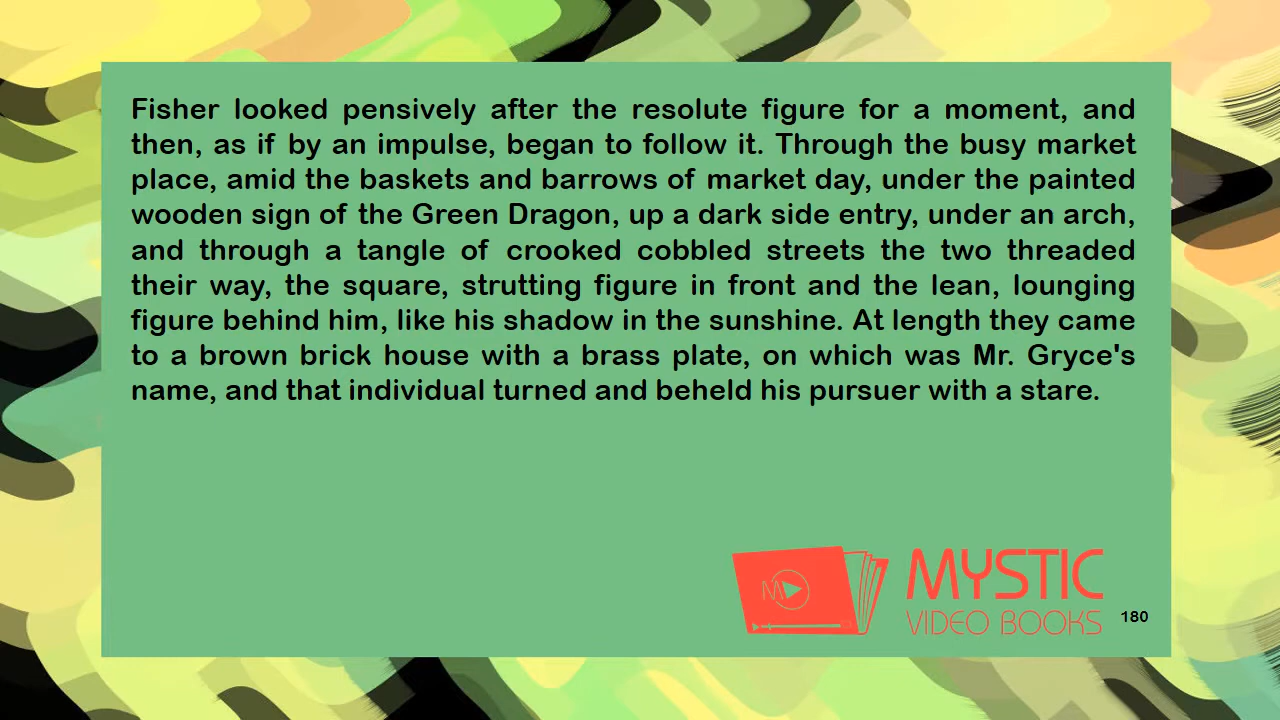 Fisher looked pensively after the resolute figure for a moment, and
then, as if by an impulse, began to follow it. Through the busy market
place, amid the baskets and barrows of market day, under the painted
wooden sign of the Green Dragon, up a dark side entry, under an arch,
and through a tangle of crooked cobbled streets the two threaded
their way, the square, strutting figure in front and the lean, lounging
figure behind him, like his shadow in the sunshine. At length they came
to a brown brick house with a brass plate, on which was Mr. Gryce's
name, and that individual turned and beheld his pursuer with a stare.
M
MYSTIC
VIDEO BOOKS
180